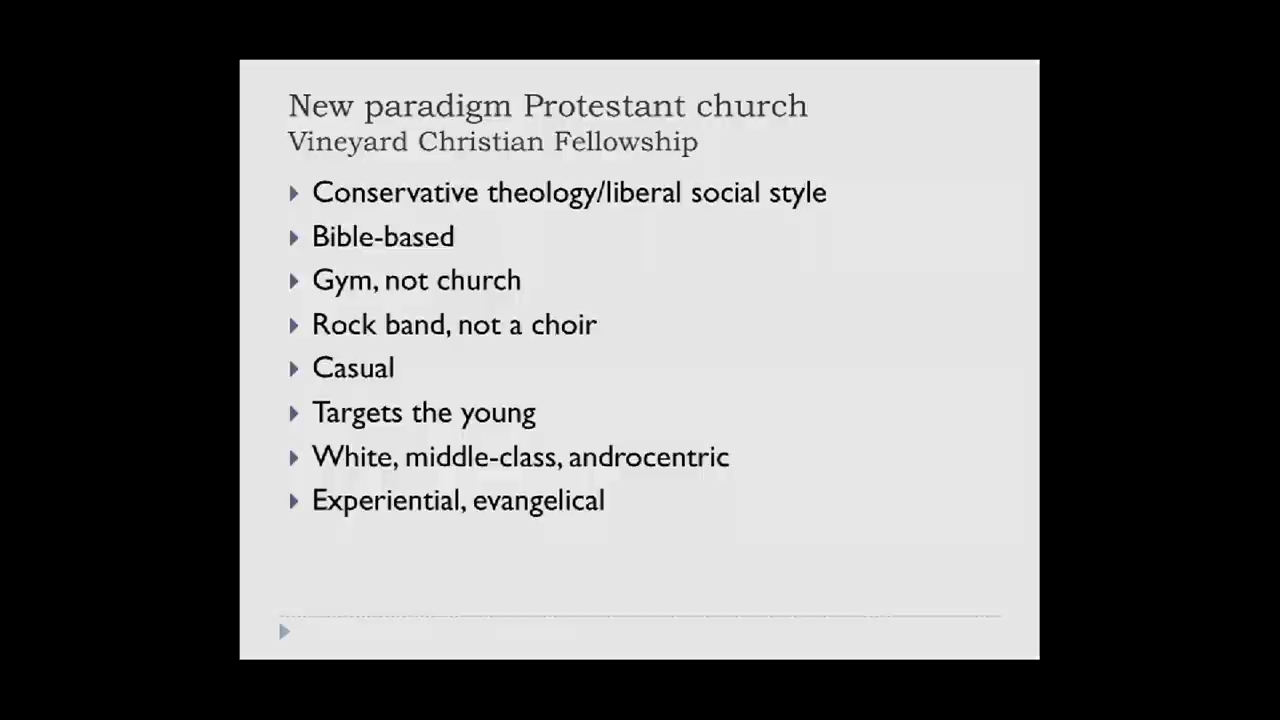 New paradigm Protestant church
Vineyard Christian Fellowship
Conservative theology/liberal social style
Bible-based
Gym, not church
Rock band, not a choir
Casual
Targets the young
White, middle-class, androcentric
Experiential, evangelical